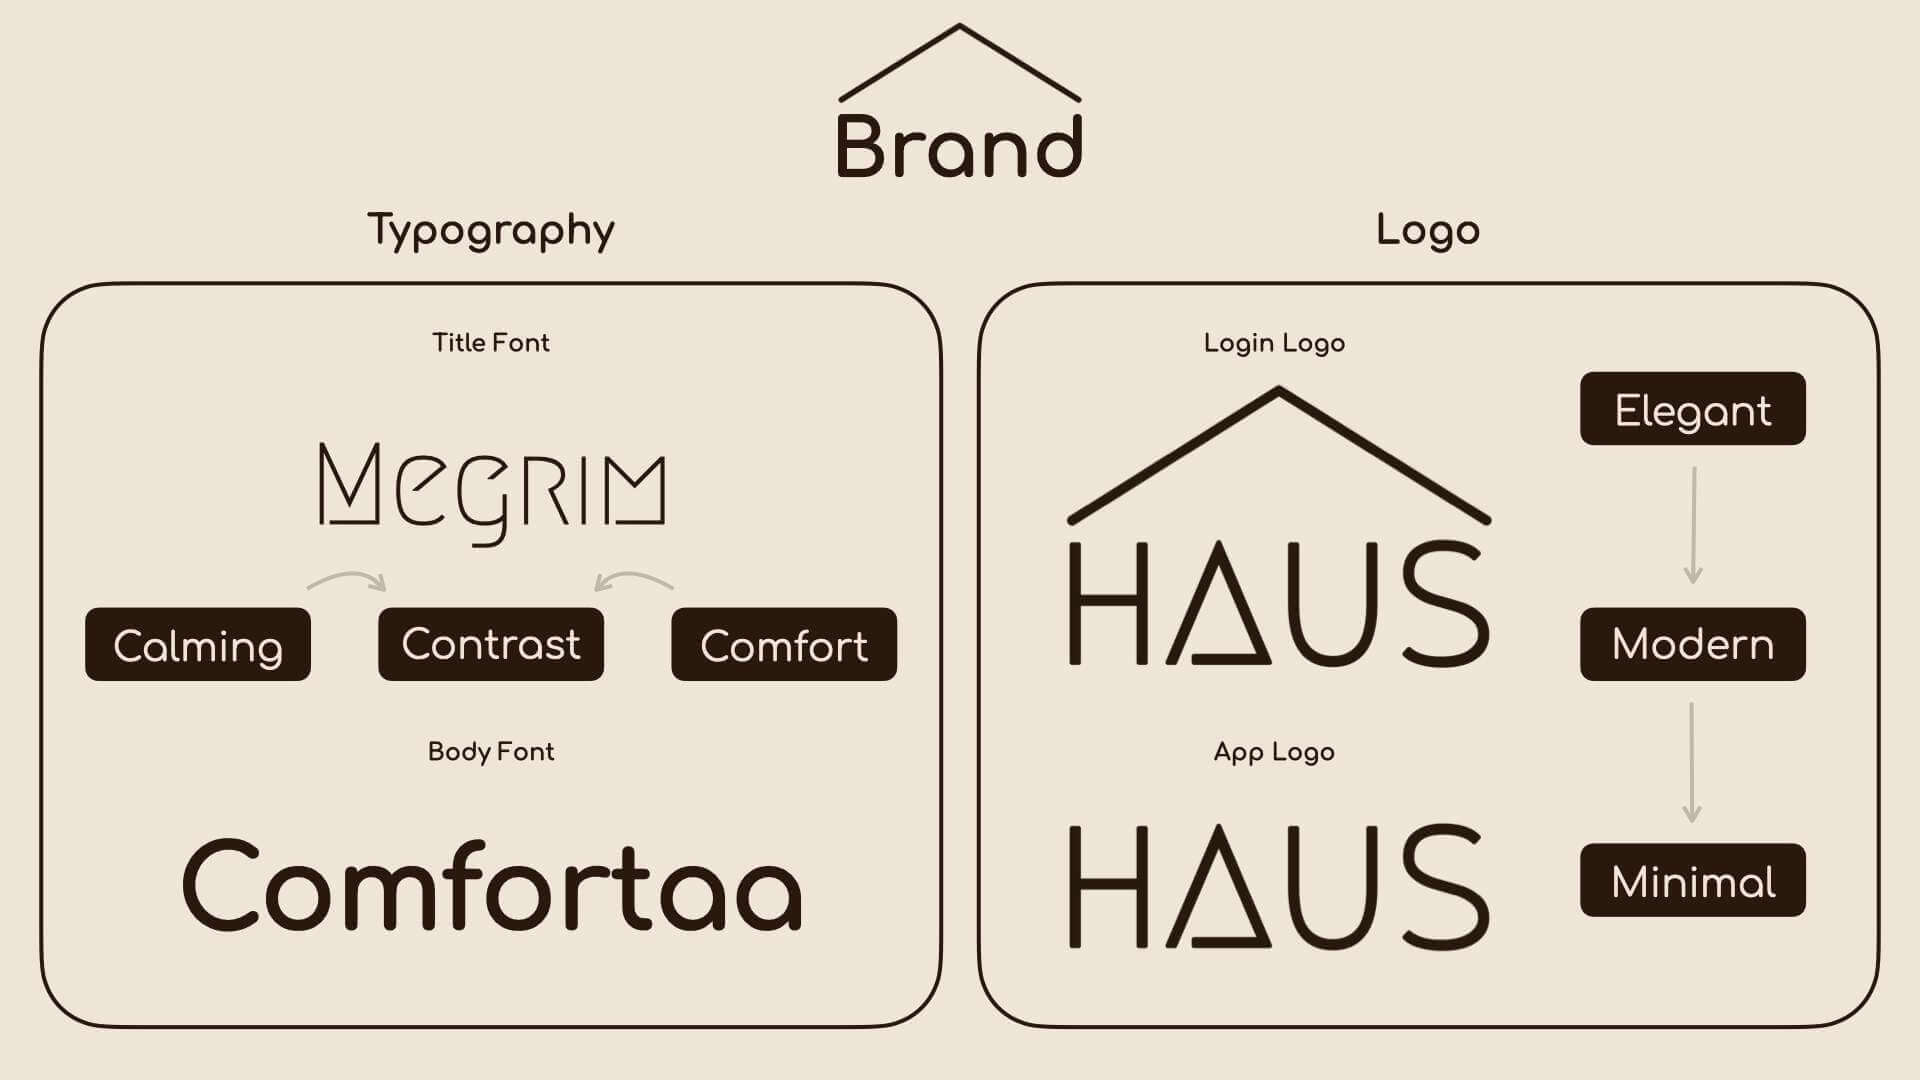 Brand
Typography
Title Font
Megrim
Calming
Contrast
Comfort
Body Font
Comfortaa
Logo
Login Logo
HAUS
App Logo
HAUS
Elegant
Modern
Minimal